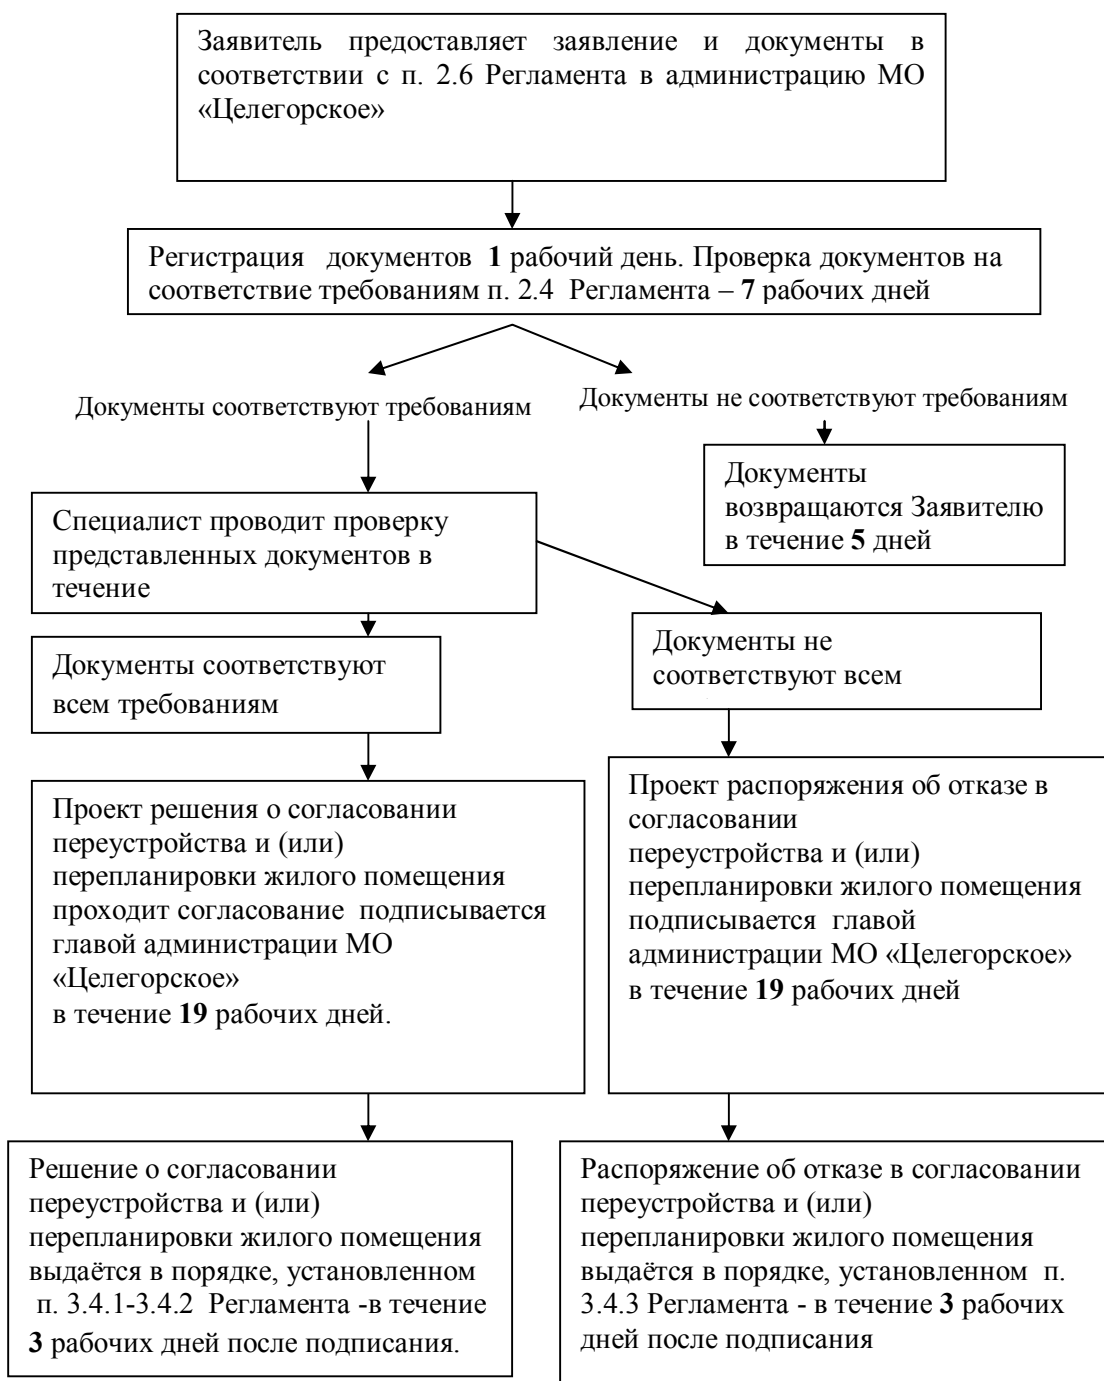 Заявитель предоставляет заявление и документы в
соответствии с п. 2.6 Регламента в администрацию МО
«Целегорское»
Регистрация документов 1 рабочий день. Проверка документов на
соответствие требованиям п. 2.4 Регламента – 7 рабочих дней
Документы соответствуют требованиям
Документы не соответствуют требованиям
Документы
возвращаются Заявителю
в течение 5 дней
Специалист проводит проверку
представленных документов в
течение
Документы не
соответствуют всем
Документы соответствуют
всем требованиям
Проект решения о согласовании
переустройства и (или)
перепланировки жилого помещения
проходит согласование подписывается
главой администрации МО
«Целегорское»
в течение 19 рабочих дней.
Проект распоряжения об отказе в
согласовании
переустройства и (или)
перепланировки жилого помещения
подписывается главой
администрации МО «Целегорское»
в течение 19 рабочих дней
Решение о согласовании
переустройства и (или)
перепланировки жилого помещения
выдаётся в порядке, установленном
п. 3.4.1-3.4.2 Регламента -в течение
3 рабочих дней после подписания.
Распоряжение об отказе в согласовании
переустройства и (или)
перепланировки жилого помещения
выдаётся в порядке, установленном п.
3.4.3 Регламента - в течение 3 рабочих
дней после подписания